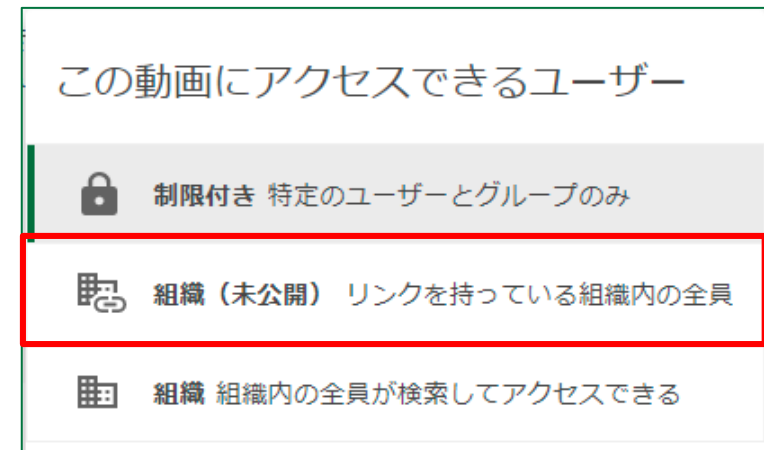 この動画にアクセスできるユーザー
制限付き 特定のユーザーとグループのみ
組織（未公開） リンクを持っている組織内の全員
組織 組織内の全員が検索してアクセスできる